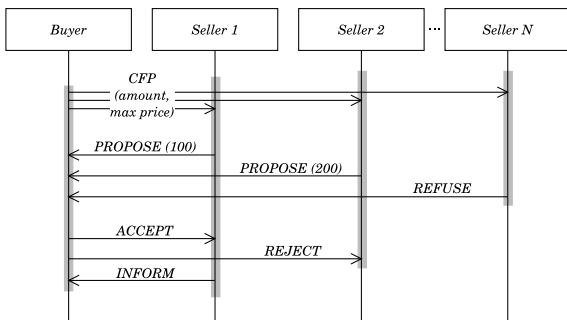 Buyer
Seller 1
Seller 2
...
Seller N
CFP
(amount,
max price)
PROPOSE (100)
PROPOSE (200)
REFUSE
ACCEPT
REJECT
INFORM